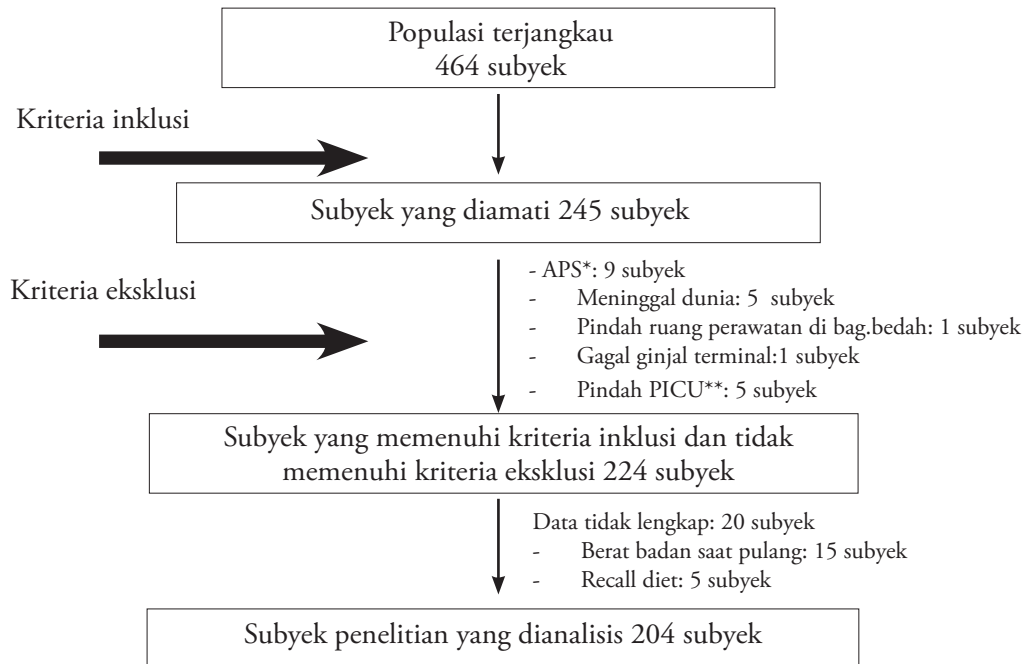 Populasi terjangkau
464 subyek
Kriteria inklusi
Subyek yang diamati 245 subyek
Kriteria eksklusi
- APS*: 9 subyek
- Meninggal dunia: 5 subyek
- Pindah ruang perawatan di bag.bedah: 1 subyek
- Gagal ginjal terminal:1 subyek
- Pindah PICU**: 5 subyek
Subyek yang memenuhi kriteria inklusi dan tidak
memenuhi kriteria eksklusi 224 subyek
Data tidak lengkap: 20 subyek
- Berat badan saat pulang: 15 subyek
- Recall diet: 5 subyek
Subyek penelitian yang dianalisis 204 subyek